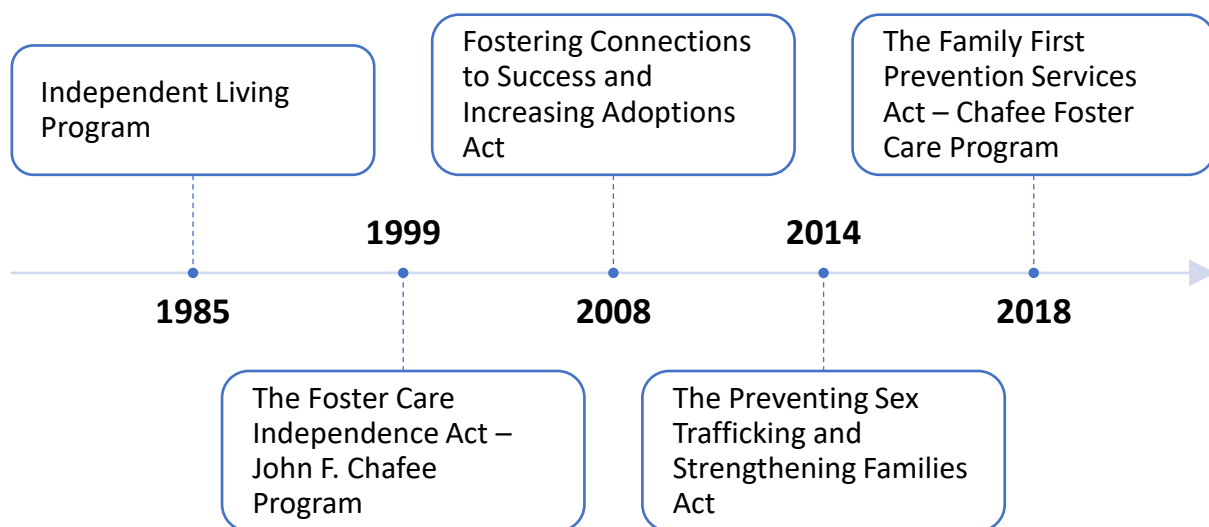 Independent Living
Program
Fostering Connections
to Success and
Increasing Adoptions
Act
The Family First
Prevention Services
Act – Chafee Foster
Care Program
1999
2014
1985
2008
2018
The Foster Care
Independence Act –
John F. Chafee
Program
The Preventing Sex
Trafficking and
Strengthening Families
Act